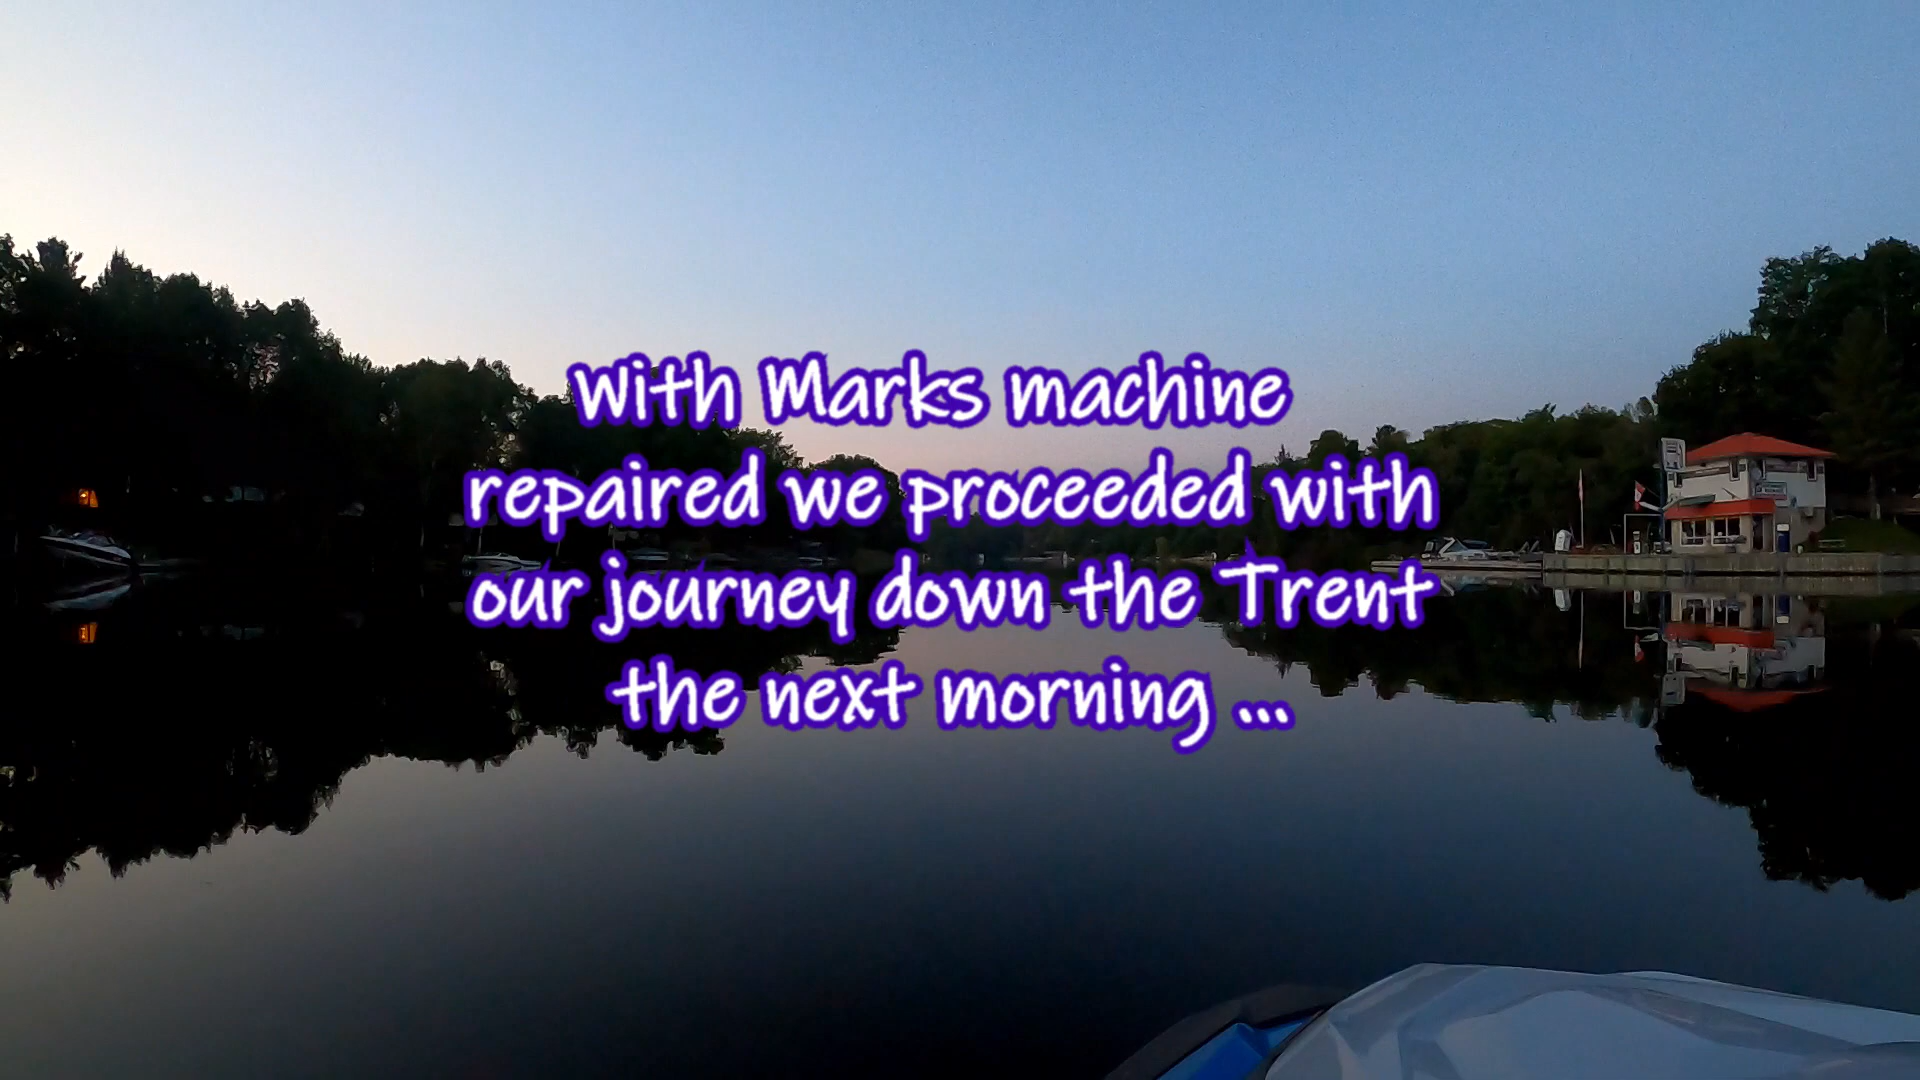 With Marks machine
repaired we proceeded with
our journey down the Trent
the next morning ...